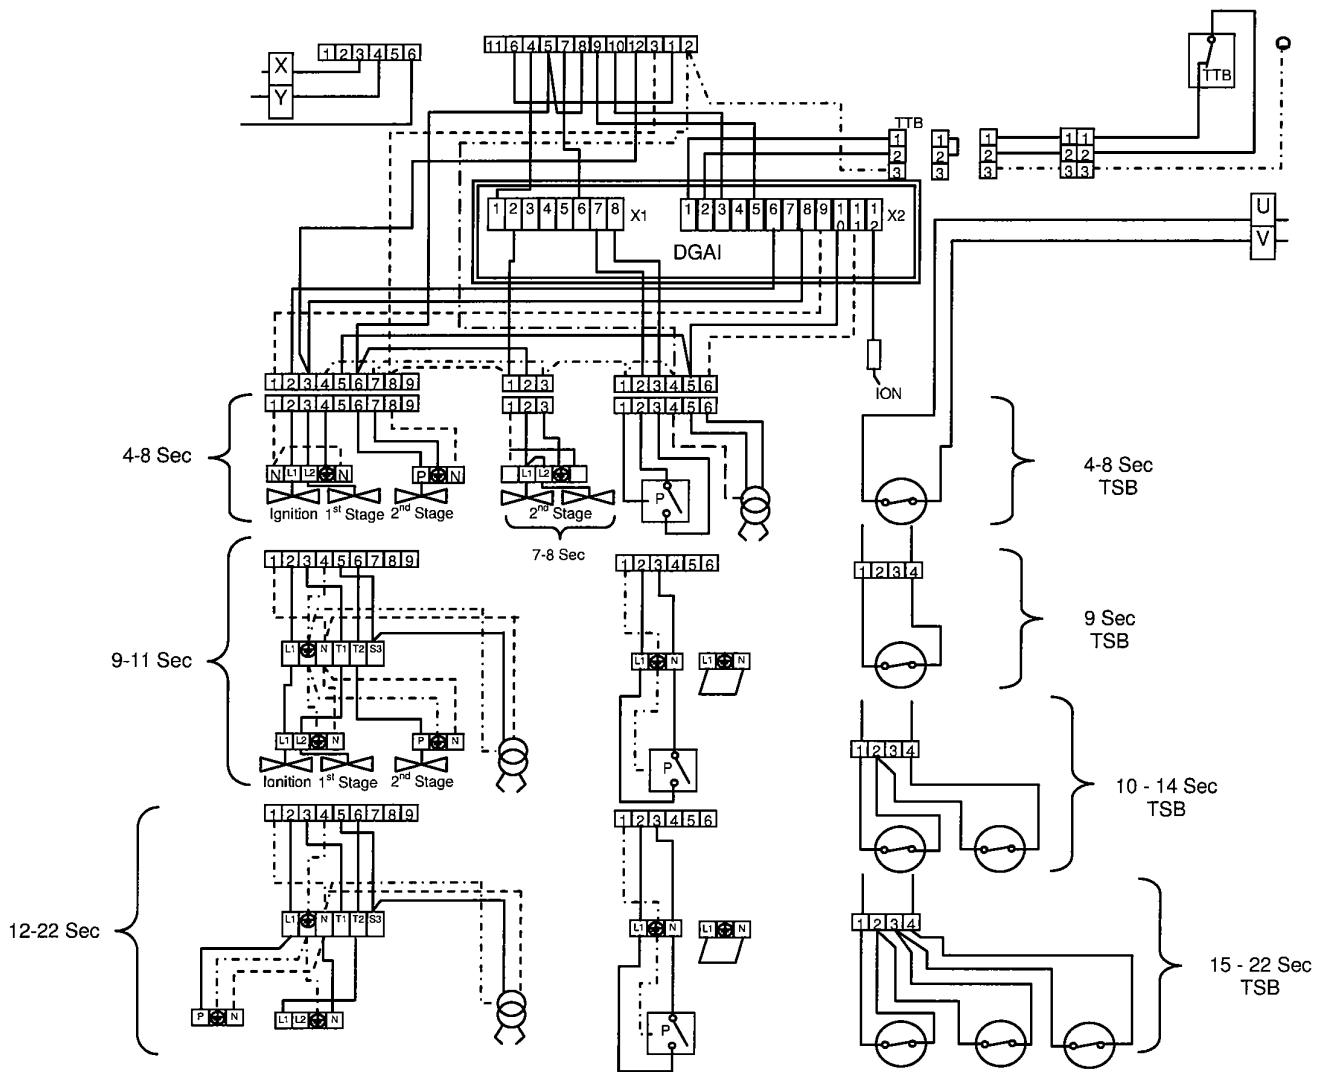 1 2 3 4 5 6
X
Y
11 6 4 5 7 8 9 10 12 3 1 2
TTB
TTB
1 2 3
1 2 3
1 2 3
1 1
2 2
3 3
1 2 3 4 5 6 7 8 X1
1 2 3 4 5 6 7 8 9 10 11 12 X2
DGAI
U
V
ION
1 2 3 4 5 6 7 8 9
1 2 3
1 2 3 4 5 6
1 2 3 4 5 6 7 8 9
1 2 3
1 2 3 4 5 6
4-8 Sec
N L1 L2 N
P N
L1 L2
P
Ignition 1st Stage 2nd Stage
2nd Stage
7-8 Sec
4-8 Sec
TSB
1 2 3 4 5 6 7 8 9
1 2 3 4 5 6
1 2 3 4
9 Sec
TSB
9-11 Sec
L1 N T1 T2 S3
L1 N
L1 N
L1 L2 N
P N
P
Ignition 1st Stage 2nd Stage
1 2 3 4
10 - 14 Sec
TSB
1 2 3 4 5 6 7 8 9
1 2 3 4 5 6
12-22 Sec
L1 N T1 T2 S3
L1 N
L1 N
1 2 3 4
15 - 22 Sec
TSB
P N
L1 L2 N
P